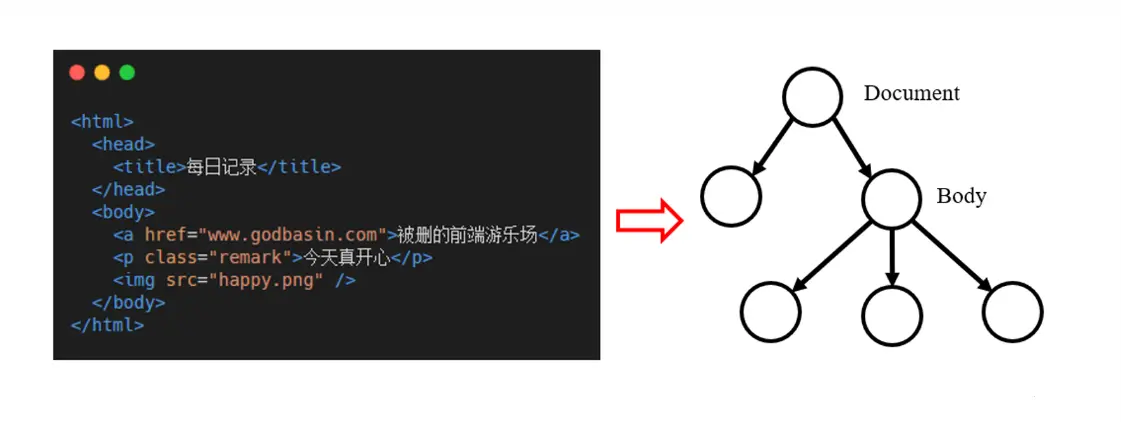 <html>
<head>
<title>每日记录</title>
</head>
<body>
<a href="www.godbasin.com">被删的前端游乐场</a>
<p class="remark">今天真开心</p>
<img src="happy.png" />
</body>
</html>
Document
Body